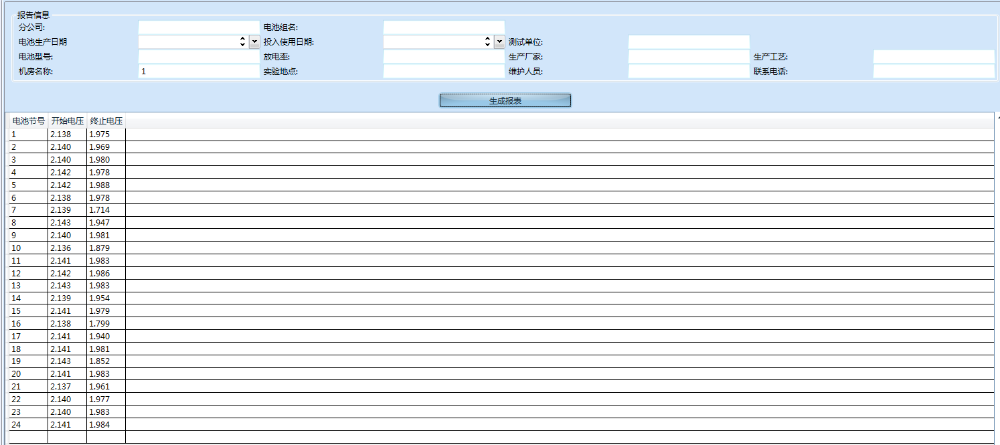 报告信息
分公司: 电池组名:
电池生产日期 投入使用日期: 测试单位:
电池型号: 放电率: 生产厂家: 生产工艺:
机房名称: 1 实验地点: 维护人员: 联系电话:
生成报表
电池节号 开始电压 终止电压
1 2.138 1.975
2 2.140 1.969
3 2.140 1.980
4 2.142 1.978
5 2.142 1.988
6 2.138 1.978
7 2.139 1.714
8 2.143 1.947
9 2.140 1.981
10 2.136 1.879
11 2.141 1.983
12 2.142 1.986
13 2.143 1.983
14 2.139 1.954
15 2.141 1.979
16 2.138 1.799
17 2.141 1.940
18 2.141 1.981
19 2.143 1.852
20 2.141 1.983
21 2.137 1.961
22 2.140 1.977
23 2.140 1.983
24 2.141 1.984